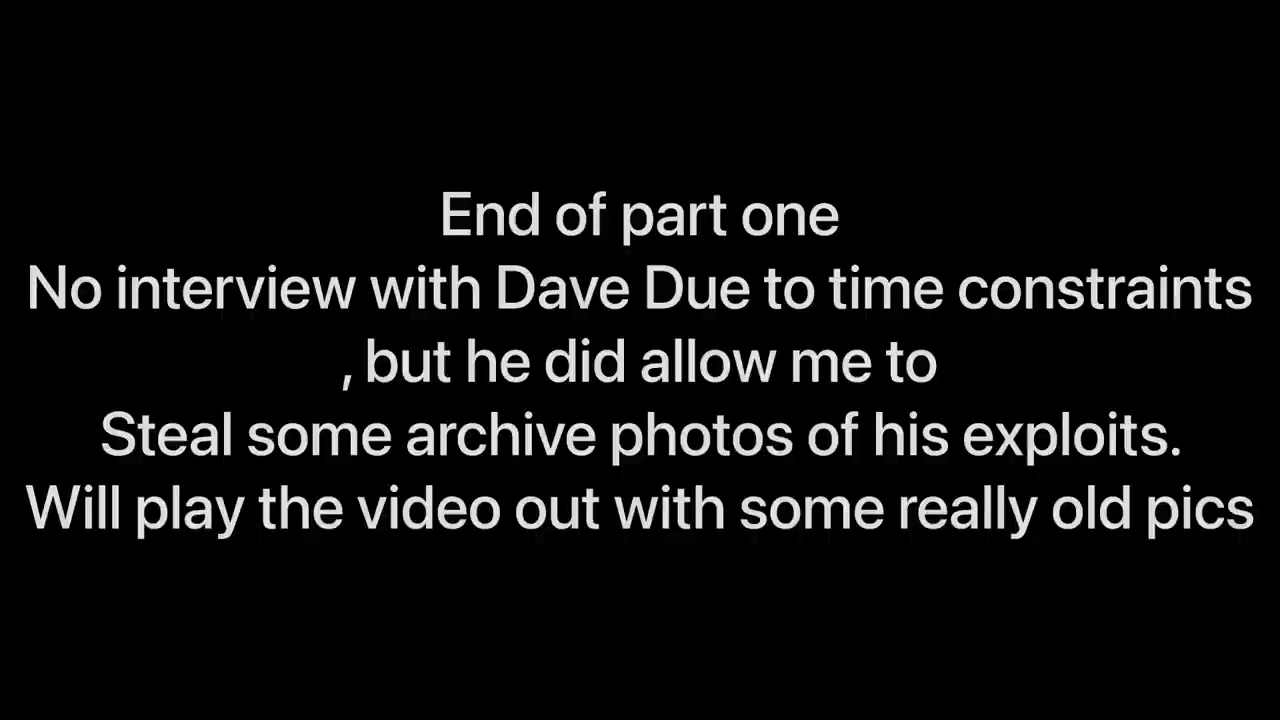 End of part one
No interview with Dave Due to time constraints
, but he did allow me to
Steal some archive photos of his exploits.
Will play the video out with some really old pics